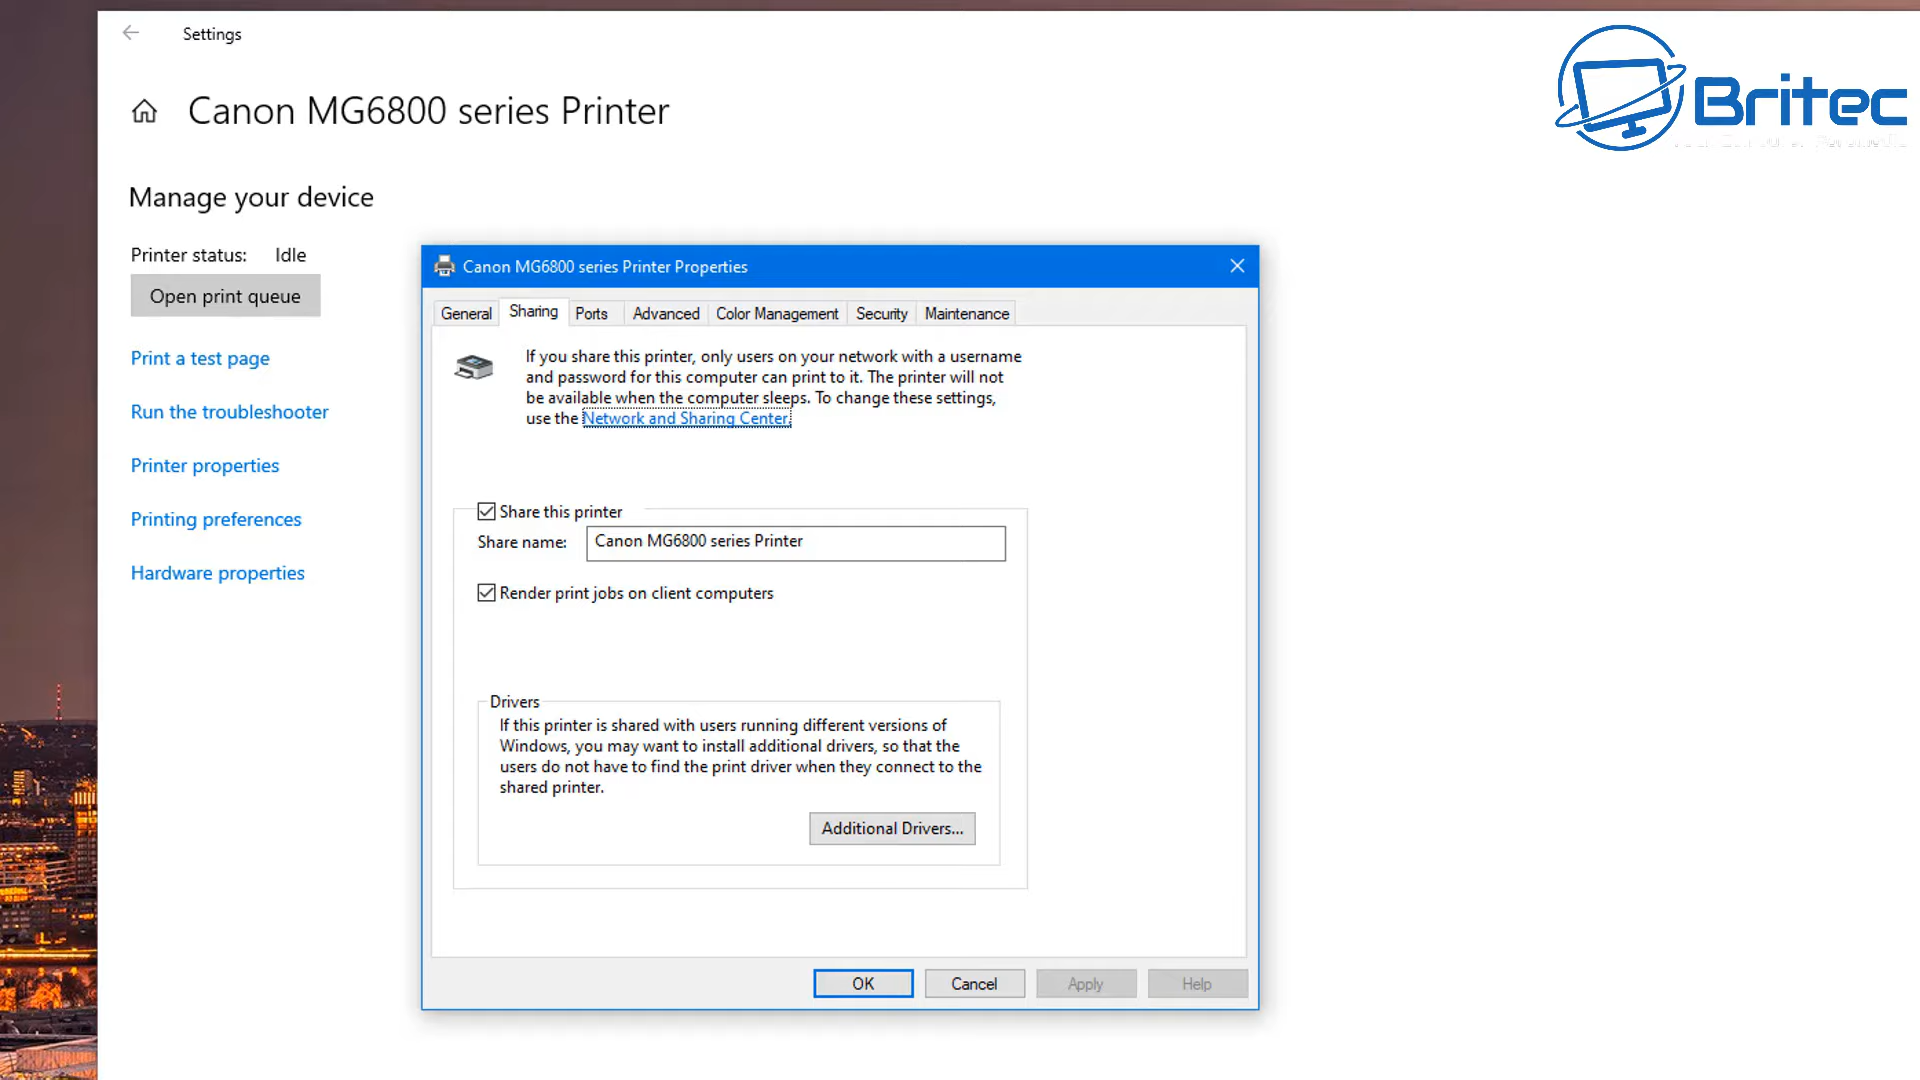 Settings
Britec
Canon MG6800 series Printer
Manage your device
Printer status: Idle
Open print queue
Print a test page
Run the troubleshooter
Printer properties
Printing preferences
Hardware properties
Canon MG6800 series Printer Properties
General Sharing Ports Advanced Color Management Security Maintenance
If you share this printer, only users on your network with a username
and password for this computer can print to it. The printer will not
be available when the computer sleeps. To change these settings,
use the Network and Sharing Center.
Share this printer
Share name: Canon MG6800 series Printer
Render print jobs on client computers
Drivers
If this printer is shared with users running different versions of
Windows, you may want to install additional drivers, so that the
users do not have to find the print driver when they connect to the
shared printer.
Additional Drivers...
OK Cancel Apply Help